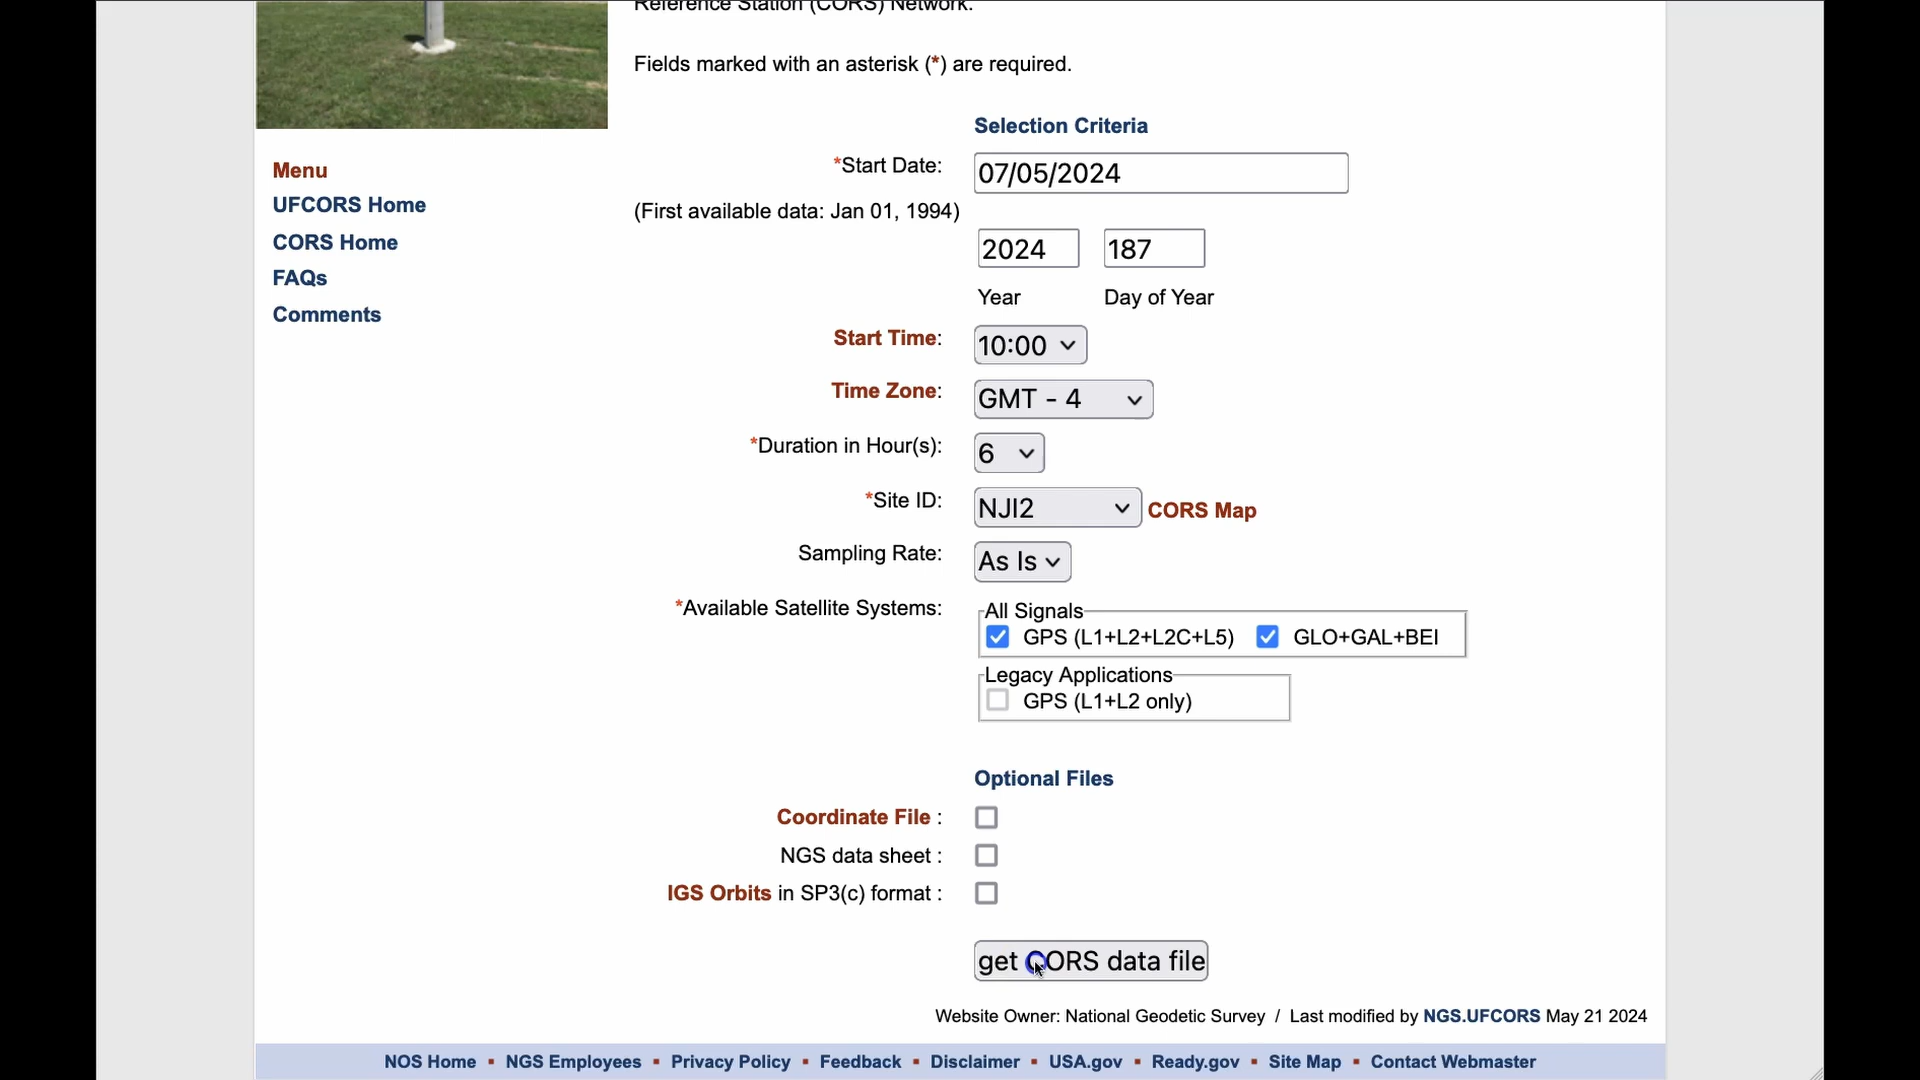 Reference Station (CORS) Network.
Fields marked with an asterisk (*) are required.
Selection Criteria
*Start Date: 07/05/2024
(First available data: Jan 01, 1994)
2024 187
Year Day of Year
Start Time: 10:00
Time Zone: GMT - 4
*Duration in Hour(s): 6
*Site ID: NJI2 CORS Map
Sampling Rate: As Is
*Available Satellite Systems: All Signals
GPS (L1+L2+L2C+L5) GLO+GAL+BEI
Legacy Applications
GPS (L1+L2 only)
Optional Files
Coordinate File :
NGS data sheet :
IGS Orbits in SP3(c) format :
get CORS data file
Menu
UFCORS Home
CORS Home
FAQs
Comments
Website Owner: National Geodetic Survey / Last modified by NGS.UFCORS May 21 2024
NOS Home ▪ NGS Employees ▪ Privacy Policy ▪ Feedback ▪ Disclaimer ▪ USA.gov ▪ Ready.gov ▪ Site Map ▪ Contact Webmaster